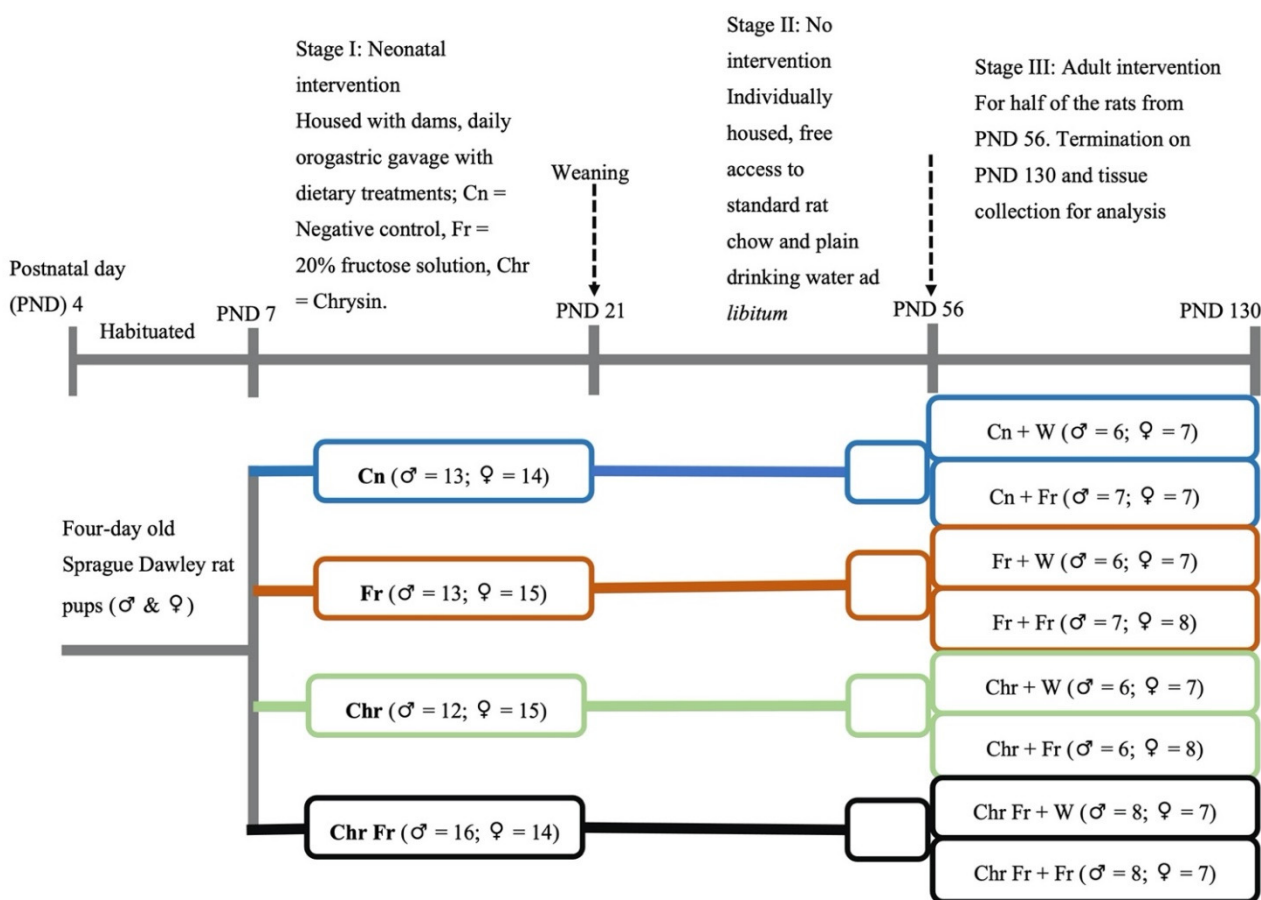 Stage I: Neonatal
intervention
Housed with dams, daily
orogastric gavage with
dietary treatments; Cn =
Negative control, Fr =
20% fructose solution, Chr
= Chrysin.
Stage II: No
intervention
Individually
housed, free
access to
standard rat
chow and plain
drinking water ad
libitum
Stage III: Adult intervention
For half of the rats from
PND 56. Termination on
PND 130 and tissue
collection for analysis
Weaning
Postnatal day
(PND) 4
Habituated
PND 7
PND 21
PND 56
PND 130
Four-day old
Sprague Dawley rat
pups (♂ & ♀)
Cn (♂ = 13; ♀ = 14)
Fr (♂ = 13; ♀ = 15)
Chr (♂ = 12; ♀ = 15)
Chr Fr (♂ = 16; ♀ = 14)
Cn + W (♂ = 6; ♀ = 7)
Cn + Fr (♂ = 7; ♀ = 7)
Fr + W (♂ = 6; ♀ = 7)
Fr + Fr (♂ = 7; ♀ = 8)
Chr + W (♂ = 6; ♀ = 7)
Chr + Fr (♂ = 6; ♀ = 8)
Chr Fr + W (♂ = 8; ♀ = 7)
Chr Fr + Fr (♂ = 8; ♀ = 7)